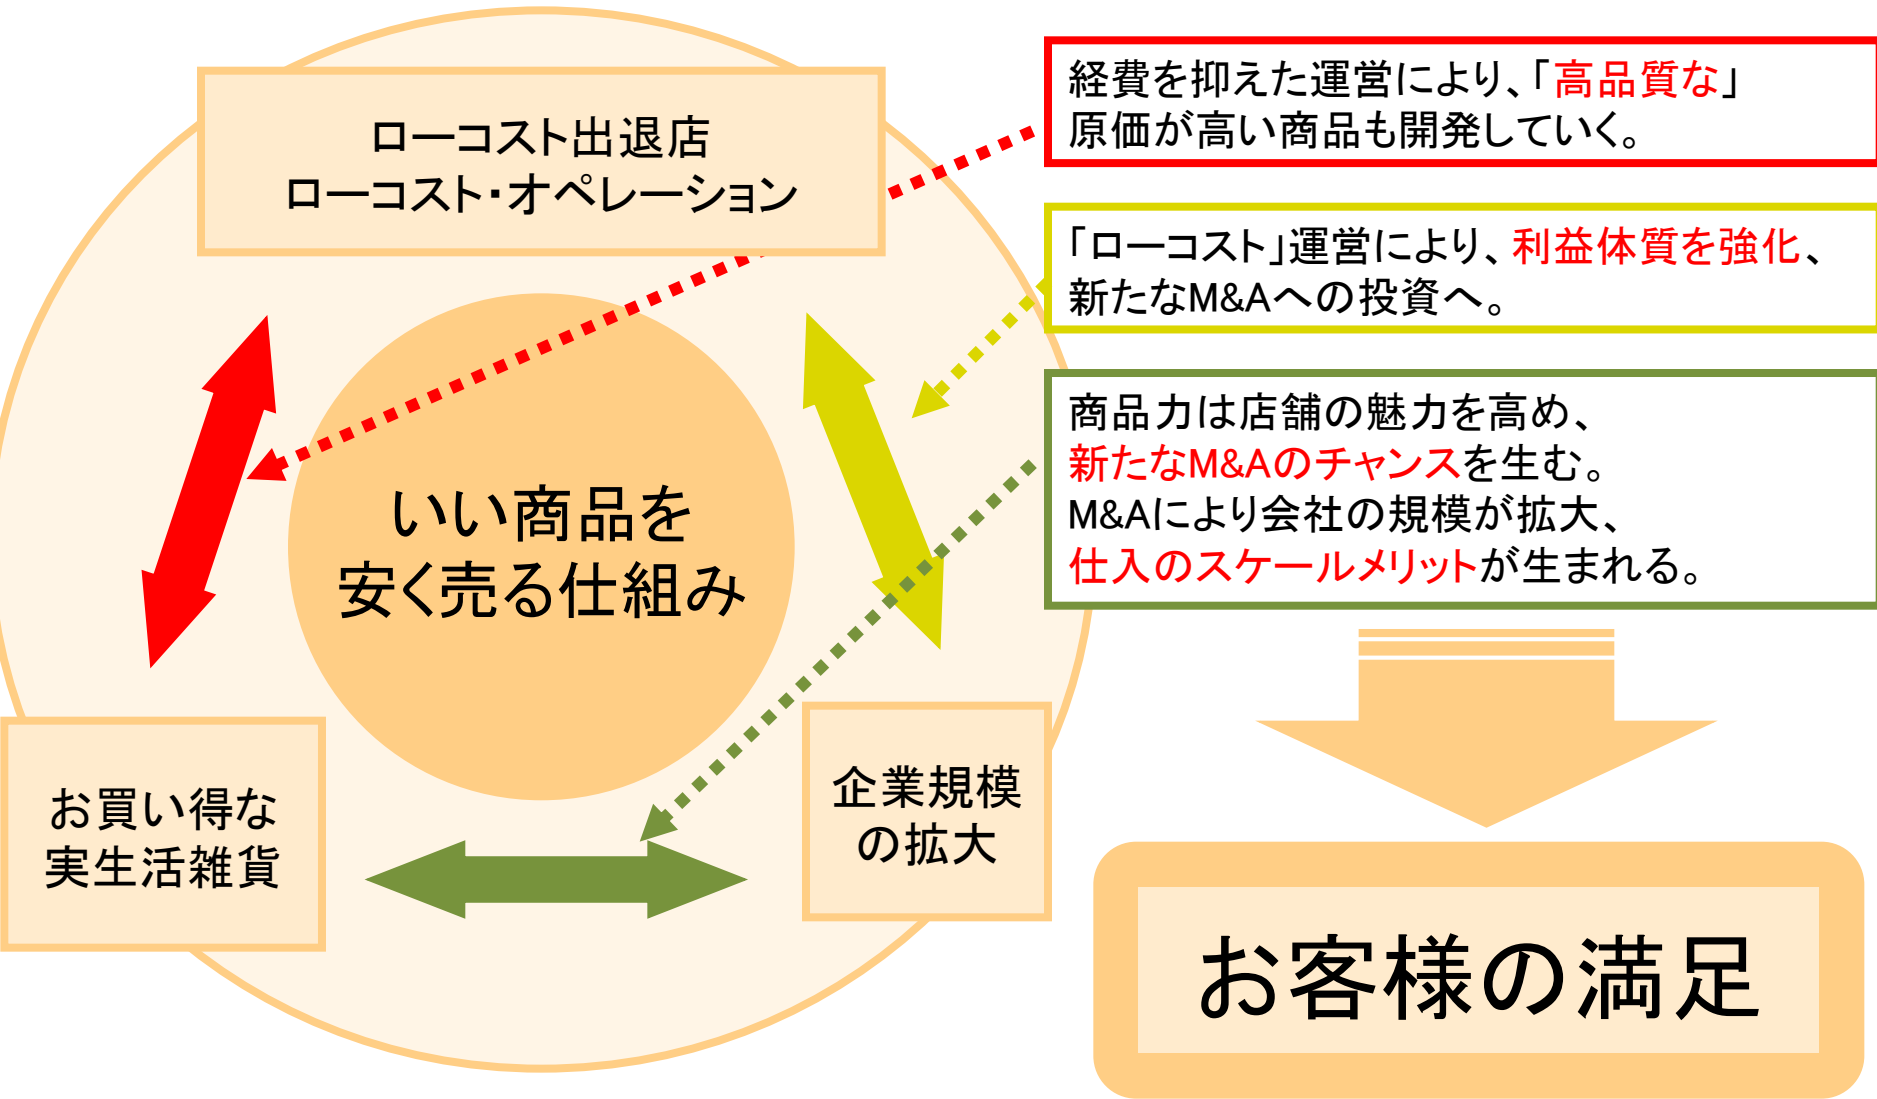 ローコスト出退店
ローコスト・オペレーション
いい商品を
安く売る仕組み
お買い得な
実生活雑貨
企業規模
の拡大
経費を抑えた運営により、「高品質な」
原価が高い商品も開発していく。
「ローコスト」運営により、利益体質を強化、
新たなM&Aへの投資へ。
商品力は店舗の魅力を高め、
新たなM&Aのチャンスを生む。
M&Aにより会社の規模が拡大、
仕入のスケールメリットが生まれる。
お客様の満足